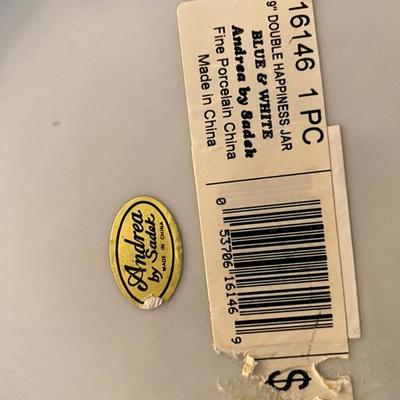 16146 1 PC
9" DOUBLE HAPPINESS JAR
BLUE & WHITE
Andrea by Sadek
Fine Porcelain China
Made in China
0 53706 16146 9
$
Andrea
by Sadek
MADE IN CHINA